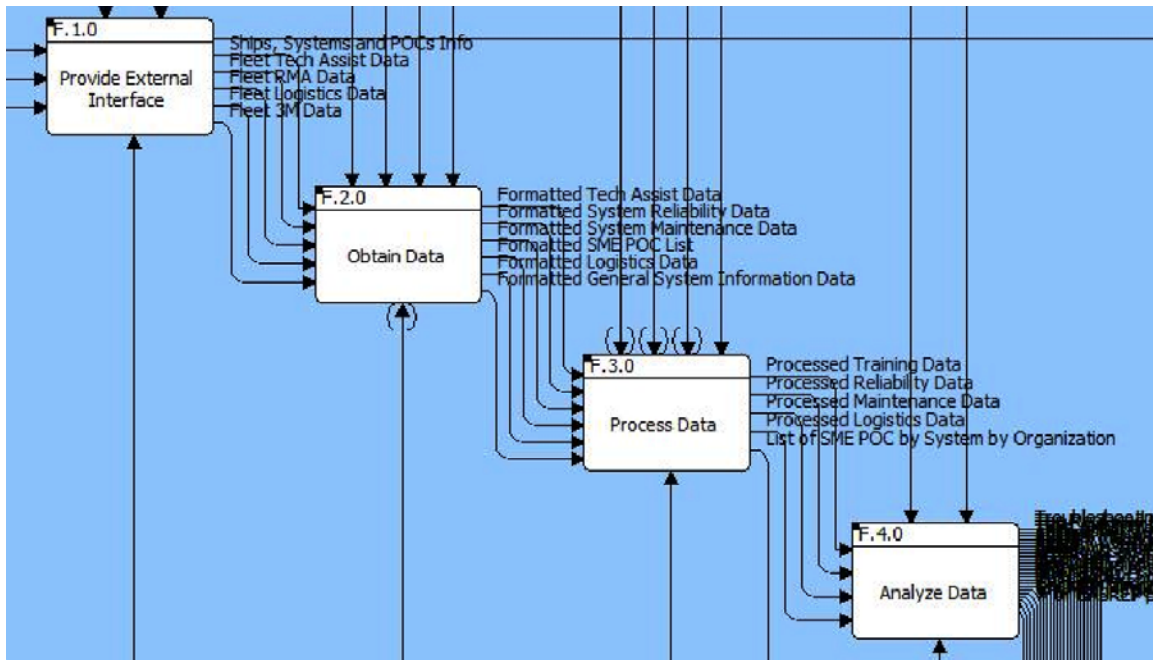 F.1.0
Provide External
Interface
Ships, Systems and POCs Info
Fleet Tech Assist Data
Fleet RMA Data
Fleet Logistics Data
Fleet 3M Data
F.2.0
Obtain Data
Formatted Tech Assist Data
Formatted System Reliability Data
Formatted System Maintenance Data
Formatted SME POC List
Formatted Logistics Data
Formatted General System Information Data
F.3.0
Process Data
Processed Training Data
Processed Reliability Data
Processed Maintenance Data
Processed Logistics Data
List of SME POC by System by Organization
F.4.0
Analyze Data